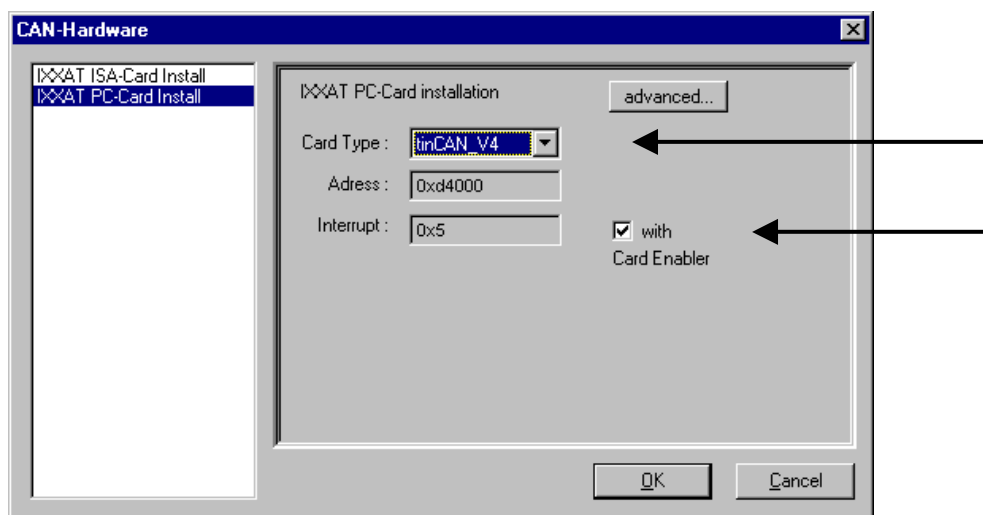 CAN-Hardware
IXXAT ISA-Card Install
IXXAT PC-Card Install
IXXAT PC-Card installation
advanced...
Card Type :
tinCAN_V4
Adress :
0xd4000
Interrupt :
0x5
with
Card Enabler
OK
Cancel